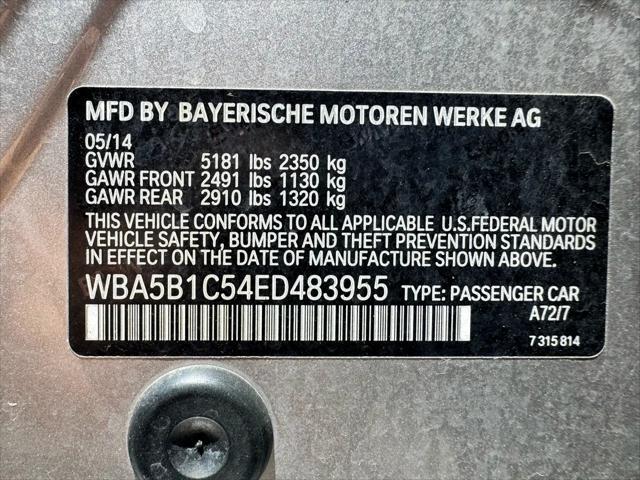 MFD BY BAYERISCHE MOTOREN WERKE AG
05/14
GVWR 5181 lbs 2350 kg
GAWR FRONT 2491 lbs 1130 kg
GAWR REAR 2910 lbs 1320 kg
THIS VEHICLE CONFORMS TO ALL APPLICABLE U.S.FEDERAL MOTOR
VEHICLE SAFETY, BUMPER AND THEFT PREVENTION STANDARDS
IN EFFECT ON THE DATE OF MANUFACTURE SHOWN ABOVE.
WBA5B1C54ED483955 TYPE: PASSENGER CAR
A72/7
7 315 814